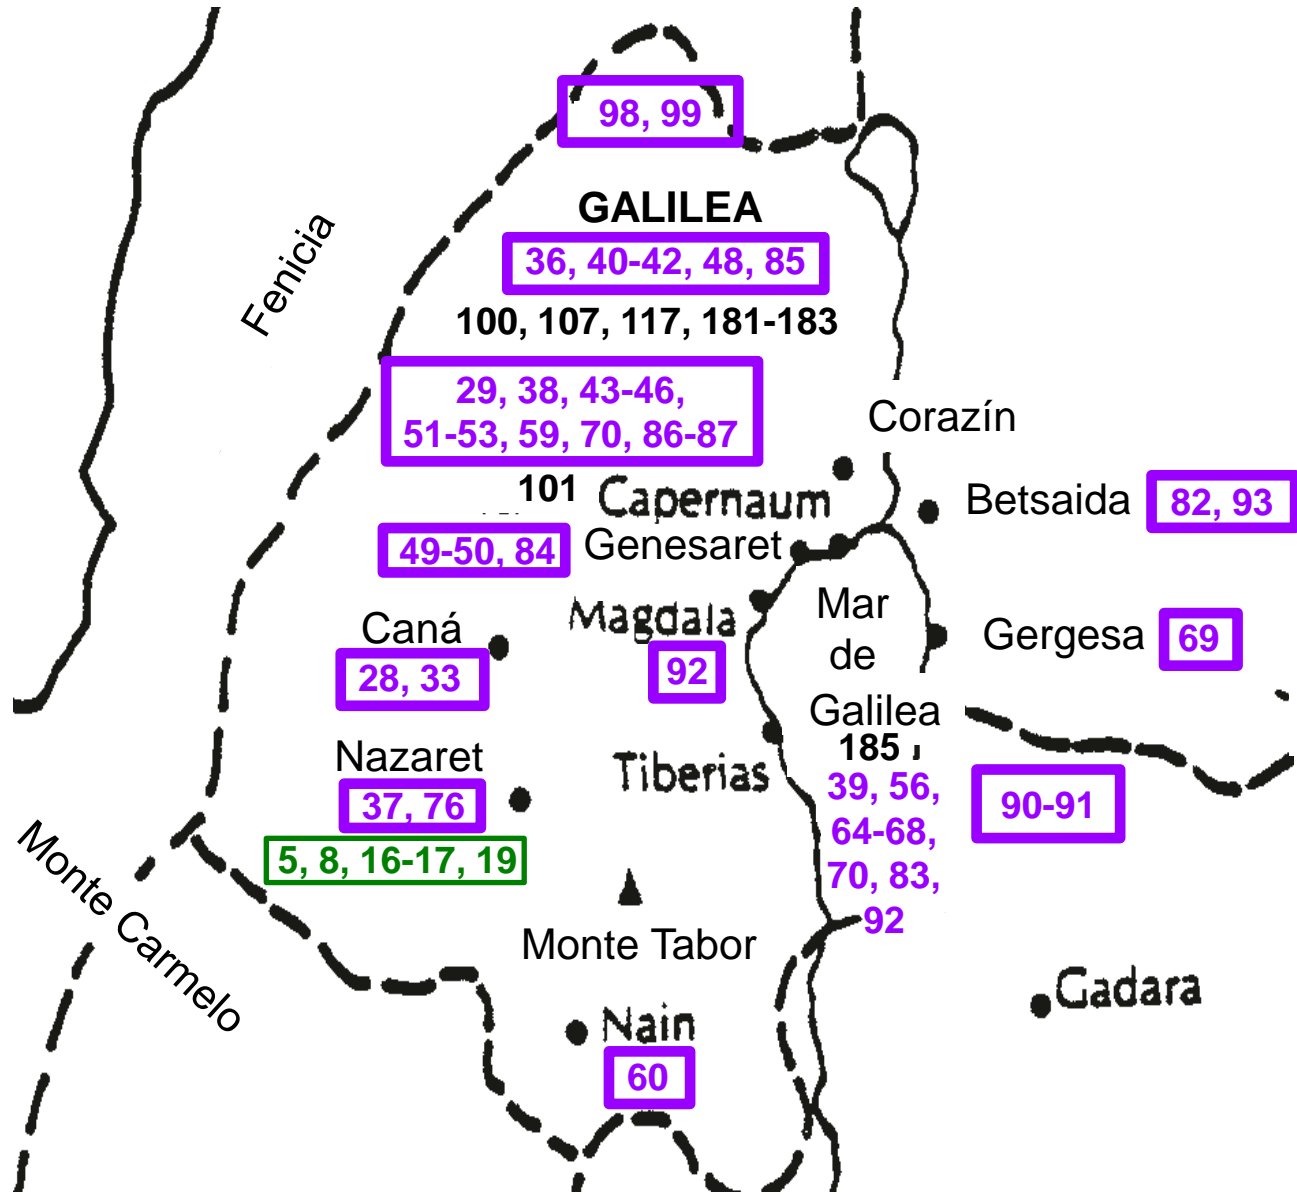 98, 99
GALILEA
36, 40-42, 48, 85
100, 107, 117, 181-183
Fenicia
29, 38, 43-46,
51-53, 59, 70, 86-87
101
Corazín
Capernaum
Betsaida
82, 93
49-50, 84
Genesaret
Magdala
92
Mar
de
Galilea
185
39, 56,
64-68,
70, 83,
92
Gergesa
69
Caná
28, 33
Nazaret
37, 76
5, 8, 16-17, 19
Tiberias
90-91
Monte Carmelo
Monte Tabor
Gadara
Nain
60